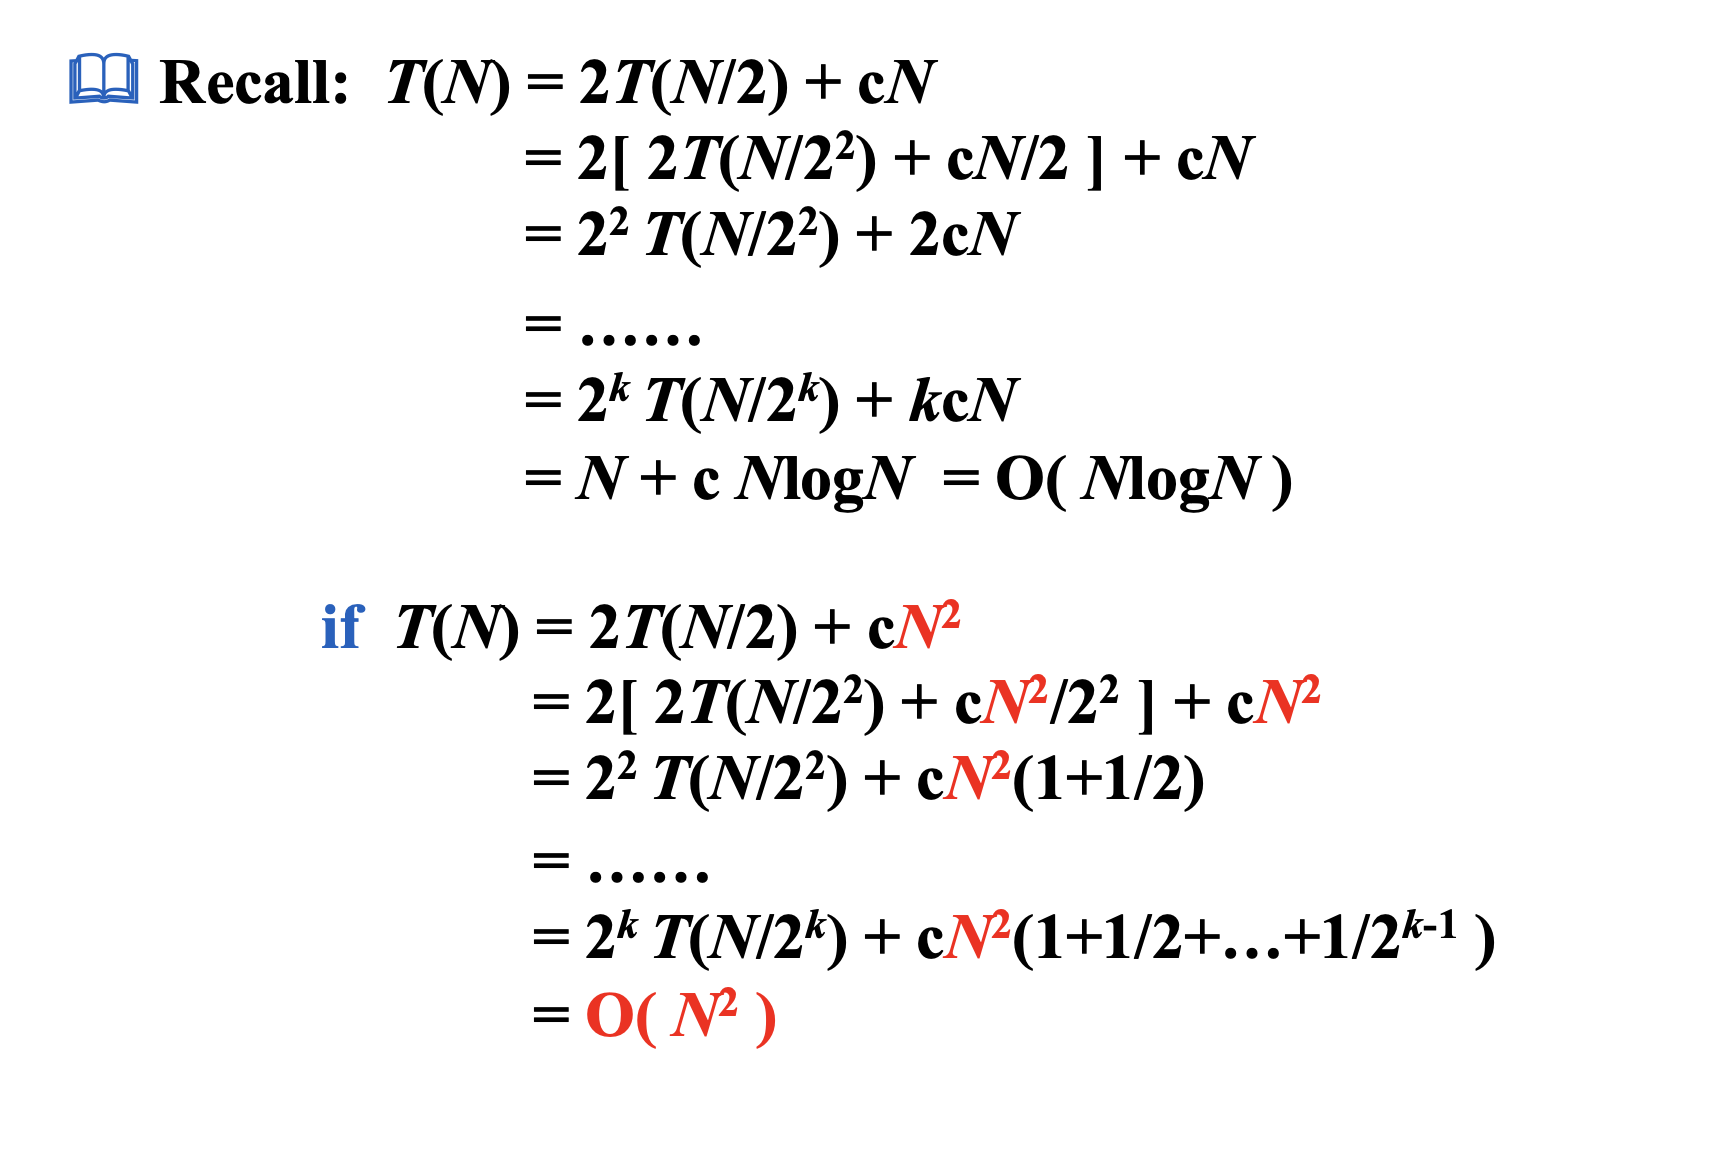 Recall: T(N) = 2T(N/2) + cN
= 2[ 2T(N/2²) + cN/2 ] + cN
= 2² T(N/2²) + 2cN
= ……
= 2ᵏ T(N/2ᵏ) + kcN
= N + c NlogN = O( NlogN )
if T(N) = 2T(N/2) + cN²
= 2[ 2T(N/2²) + cN²/2² ] + cN²
= 2² T(N/2²) + cN²(1+1/2)
= ……
= 2ᵏ T(N/2ᵏ) + cN²(1+1/2+…+1/2ᵏ⁻¹ )
= O( N² )